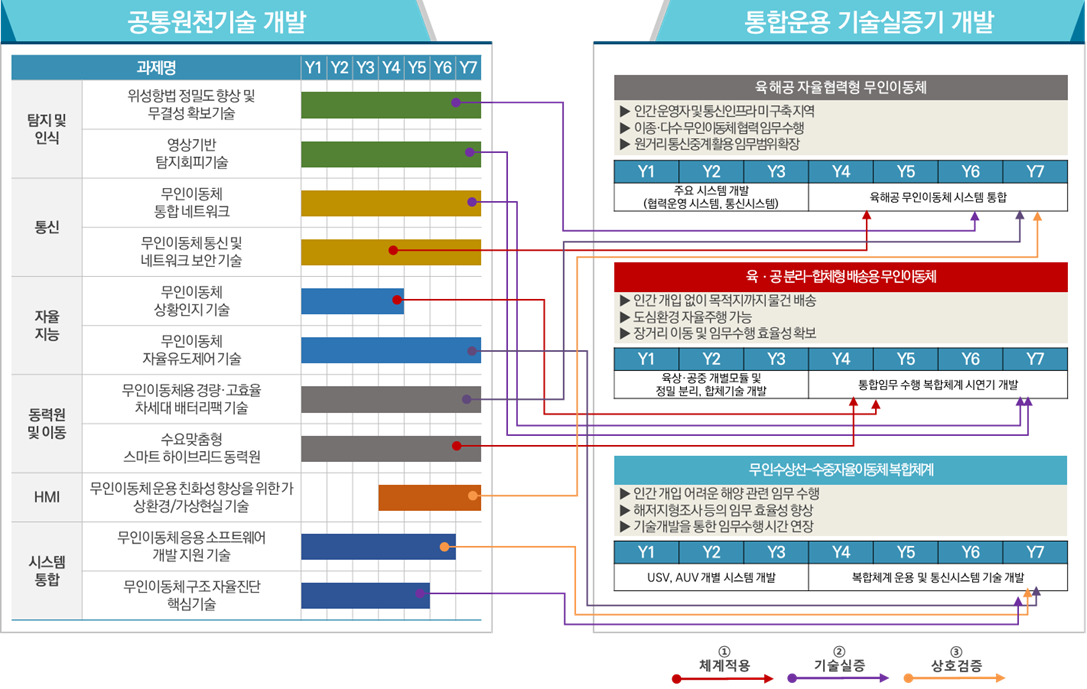 공통원천기술 개발
과제명 Y1 Y2 Y3 Y4 Y5 Y6 Y7
탐지 및
인식
위성항법 정밀도 향상 및
무결성 확보기술
영상기반
탐지회피기술
통신
무인이동체
통합 네트워크
무인이동체 통신 및
네트워크 보안 기술
자율
지능
무인이동체
상황인지 기술
무인이동체
자율유도제어 기술
동력원
및 이동
무인이동체용 경량·고효율
차세대 배터리팩 기술
수요맞춤형
스마트 하이브리드 동력원
HMI
무인이동체 운용 친화성 향상을 위한 가
상환경/가상현실 기술
시스템
통합
무인이동체 응용 소프트웨어
개발 지원 기술
무인이동체 구조 자율진단
핵심기술
통합운용 기술실증기 개발
육해공 자율협력형 무인이동체
▶ 인간 운영자 및 통신인프라 미 구축 지역
▶ 이종·다수 무인이동체 협력 임무수행
▶ 원거리 통신중계 활용 임무범위 확장
Y1 Y2 Y3 Y4 Y5 Y6 Y7
주요 시스템 개발
(협력운영 시스템, 통신시스템)
육해공 무인이동체 시스템 통합
육·공 분리-합체형 배송용 무인이동체
▶ 인간 개입 없이 목적지까지 물건 배송
▶ 도심환경 자율주행 가능
▶ 장거리 이동 및 임무수행 효율성 확보
Y1 Y2 Y3 Y4 Y5 Y6 Y7
육상·공중 개별모듈 및
정밀 분리, 합체기술 개발
통합임무 수행 복합체계 시연기 개발
무인수상선-수중자율이동체 복합체계
▶ 인간 개입 어려운 해양 관련 임무 수행
▶ 해저지형조사 등의 임무 효율성 향상
▶ 기술개발을 통한 임무수행 시간 연장
Y1 Y2 Y3 Y4 Y5 Y6 Y7
USV, AUV 개별 시스템 개발
복합체계 운용 및 통신시스템 기술 개발
① ② ③
체계적용 기술실증 상호검증